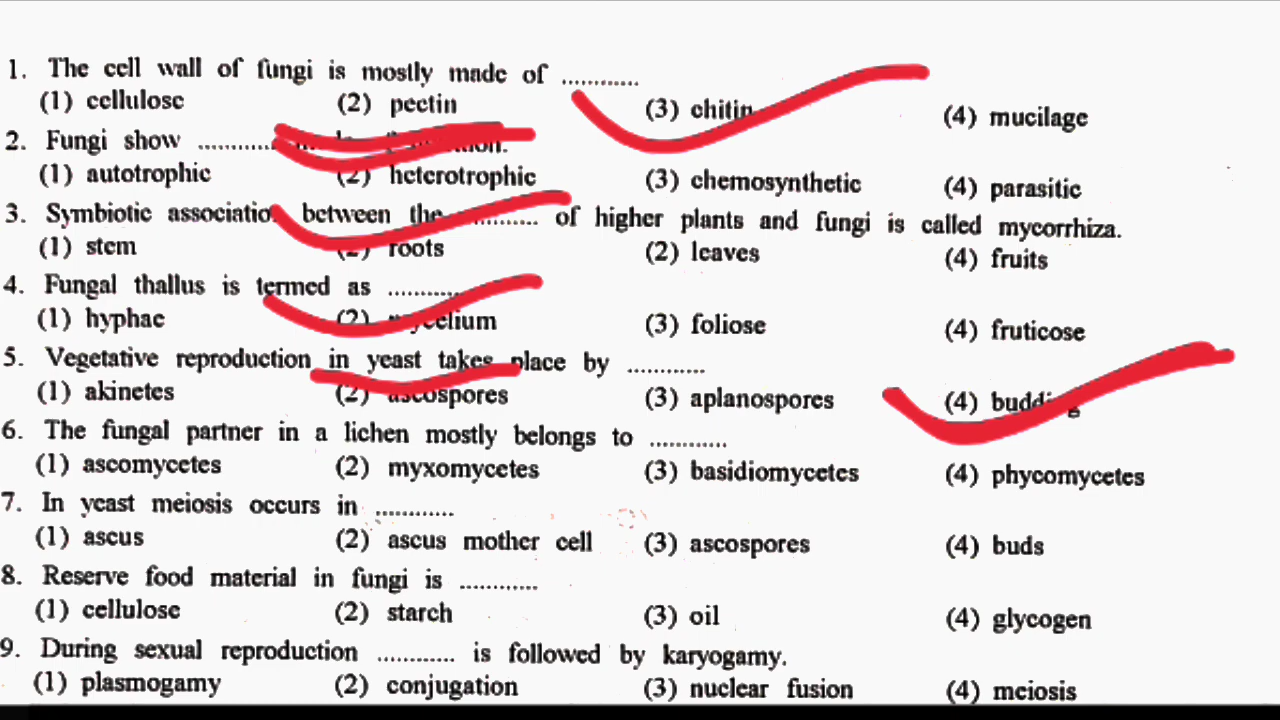 1. The cell wall of fungi is mostly made of ............
(1) cellulose (2) pectin (3) chitin (4) mucilage
2. Fungi show ............
(1) autotrophic (2) heterotrophic (3) chemosynthetic (4) parasitic
3. Symbiotic association between the ............ of higher plants and fungi is called mycorrhiza.
(1) stem (2) roots (2) leaves (4) fruits
4. Fungal thallus is termed as ............
(1) hyphae (2) mycelium (3) foliose (4) fruticose
5. Vegetative reproduction in yeast takes place by ............
(1) akinetes (2) ascospores (3) aplanospores (4) budding
6. The fungal partner in a lichen mostly belongs to ............
(1) ascomycetes (2) myxomycetes (3) basidiomycetes (4) phycomycetes
7. In yeast meiosis occurs in ............
(1) ascus (2) ascus mother cell (3) ascospores (4) buds
8. Reserve food material in fungi is ............
(1) cellulose (2) starch (3) oil (4) glycogen
9. During sexual reproduction ............ is followed by karyogamy.
(1) plasmogamy (2) conjugation (3) nuclear fusion (4) meiosis